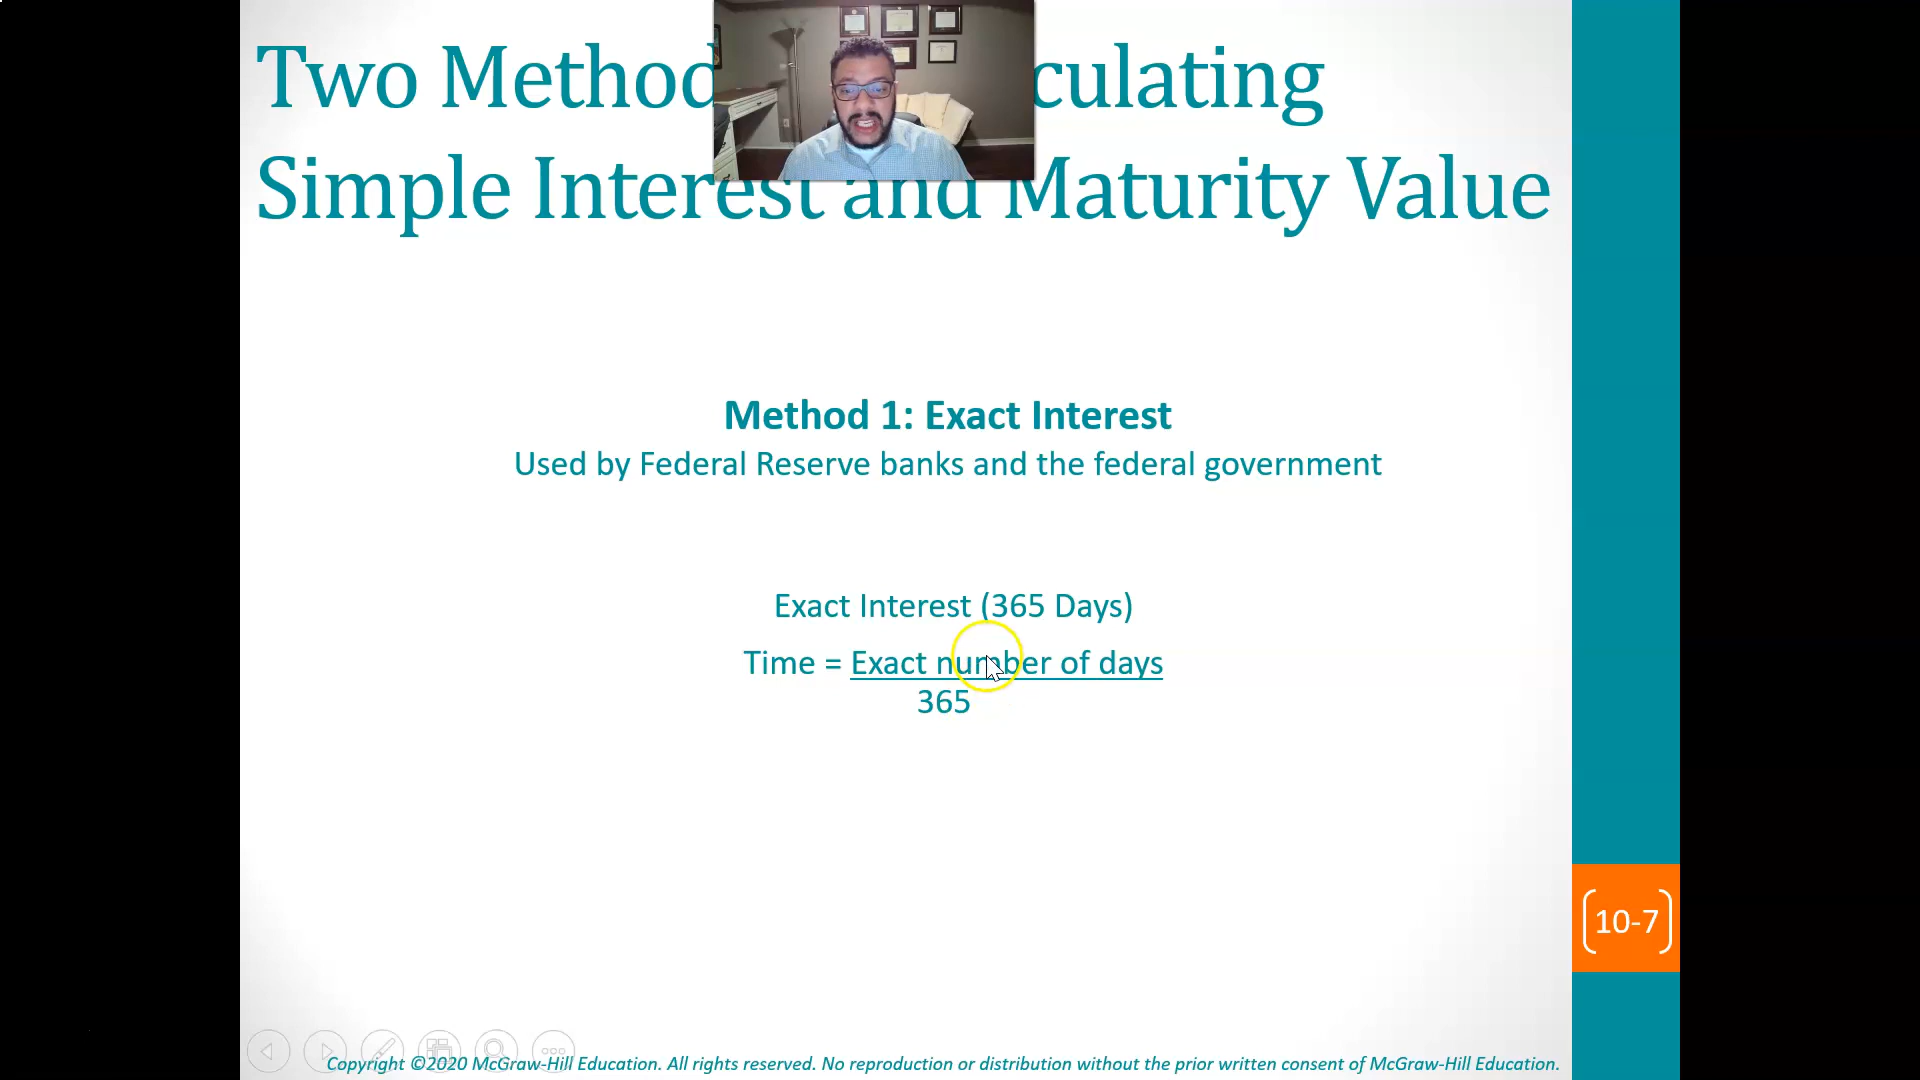 Two Method culating
Simple Interest and Maturity Value
Method 1: Exact Interest
Used by Federal Reserve banks and the federal government
Exact Interest (365 Days)
Time = Exact number of days
365
10-7
Copyright ©2020 McGraw-Hill Education. All rights reserved. No reproduction or distribution without the prior written consent of McGraw-Hill Education.